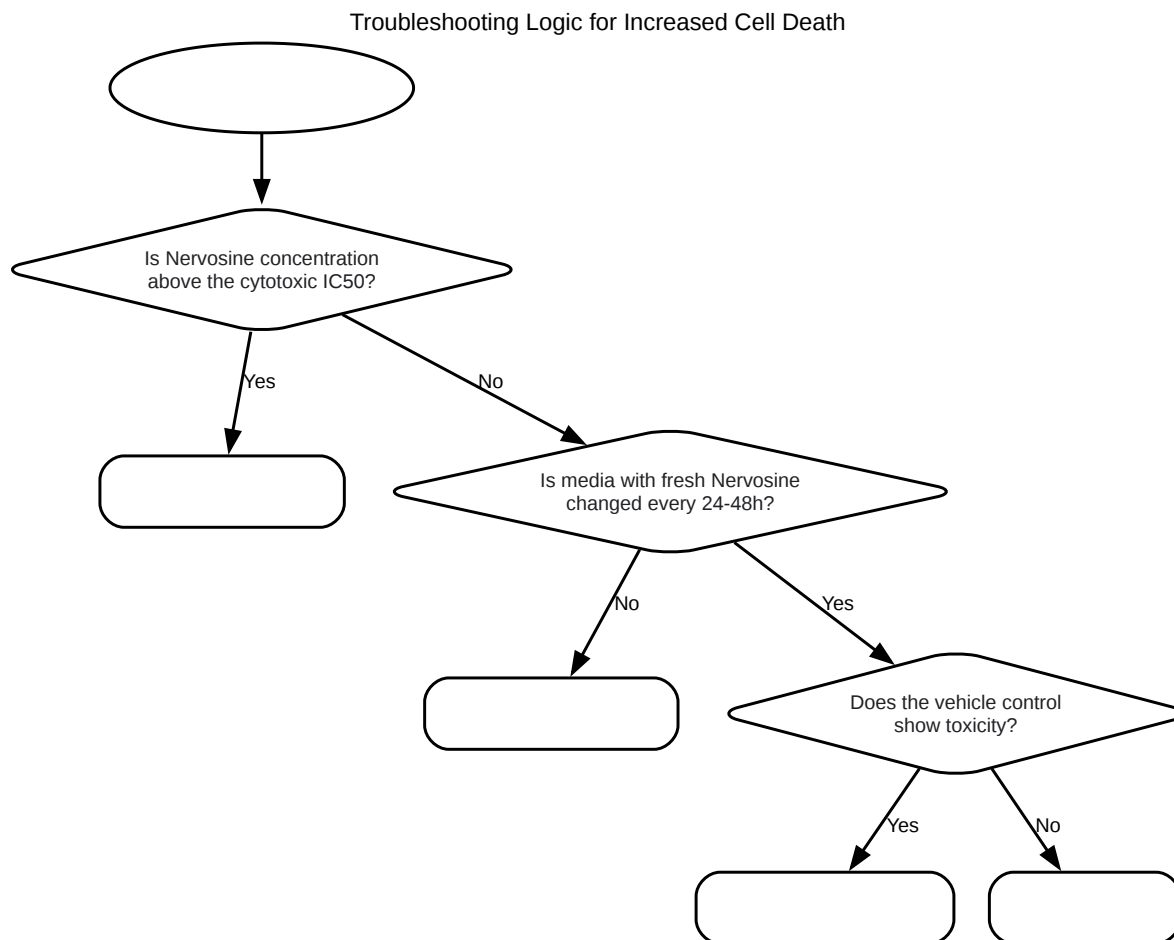 Troubleshooting Logic for Increased Cell Death
Is Nervosine concentration
above the cytotoxic IC50?
Yes
No
Is media with fresh Nervosine
changed every 24-48h?
No
Yes
Does the vehicle control
show toxicity?
Yes
No